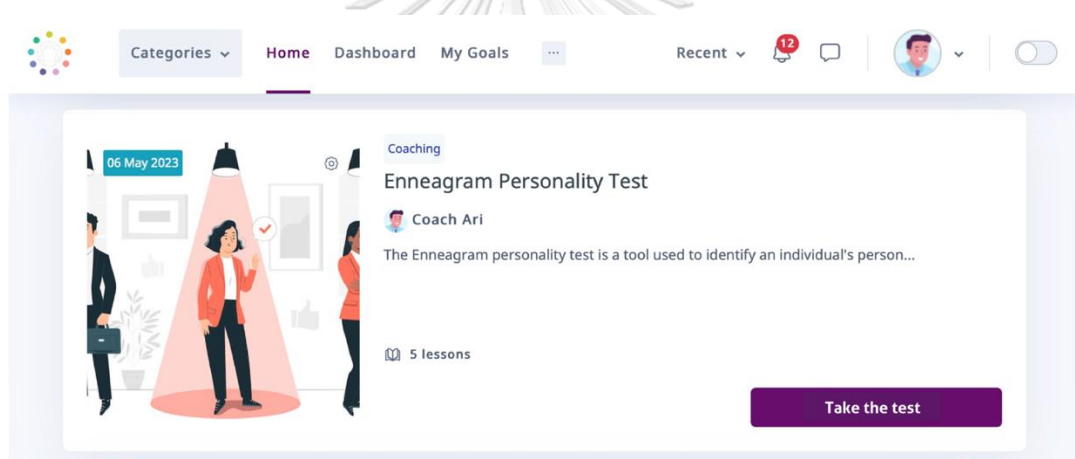 Categories
Home
Dashboard
My Goals
...
Recent
12
06 May 2023
Coaching
Enneagram Personality Test
Coach Ari
The Enneagram personality test is a tool used to identify an individual's person...
5 lessons
Take the test